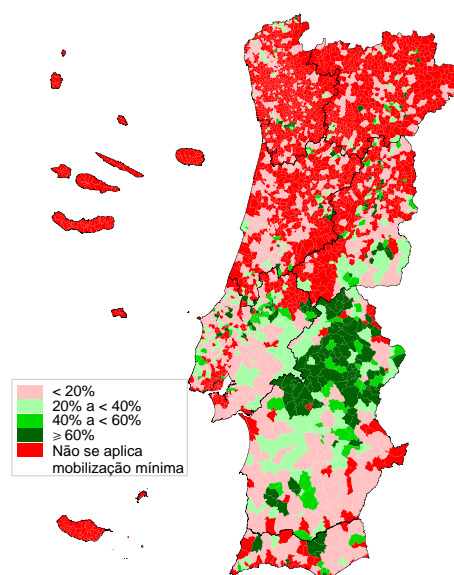 < 20%
20% a < 40%
40% a < 60%
≥ 60%
Não se aplica
mobilização mínima